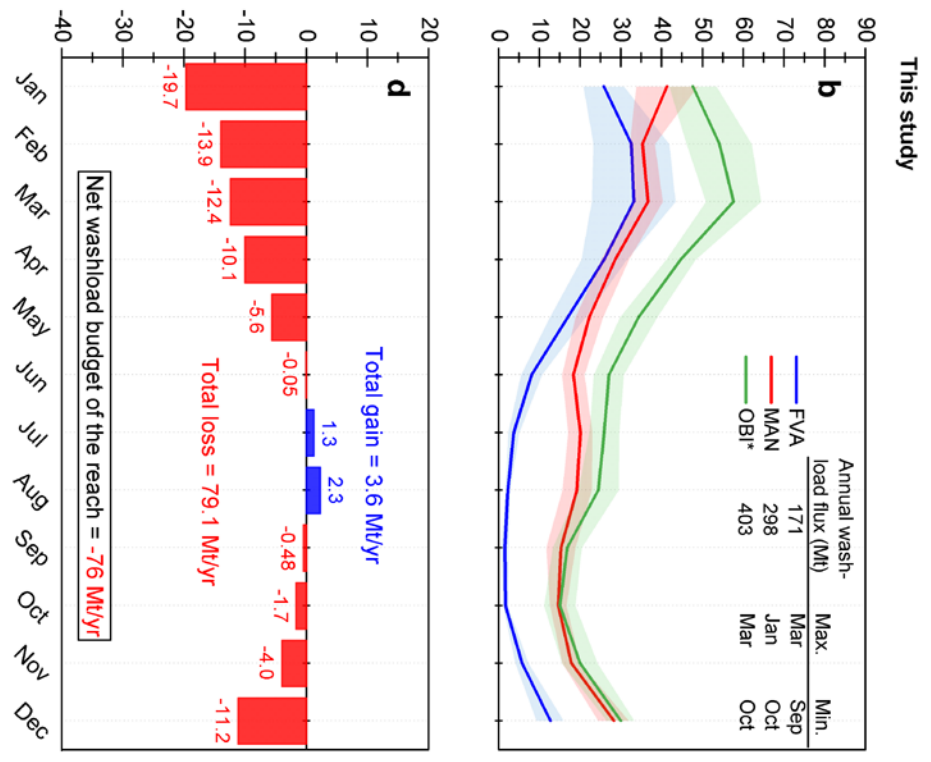 This study
b
90
80
70
60
50
40
30
20
10
0
Annual wash-
load flux (Mt) Max. Min.
FVA 171 Mar Sep
MAN 298 Jan Oct
OBI* 403 Mar Oct
d
20
10
0
-10
-20
-30
-40
Total gain = 3.6 Mt/yr
1.3 2.3
-19.7 -13.9 -12.4 -10.1 -5.6 -0.05 -0.48 -1.7 -4.0 -11.2
Total loss = 79.1 Mt/yr
Net washload budget of the reach = -76 Mt/yr
Jan Feb Mar Apr May Jun Jul Aug Sep Oct Nov Dec